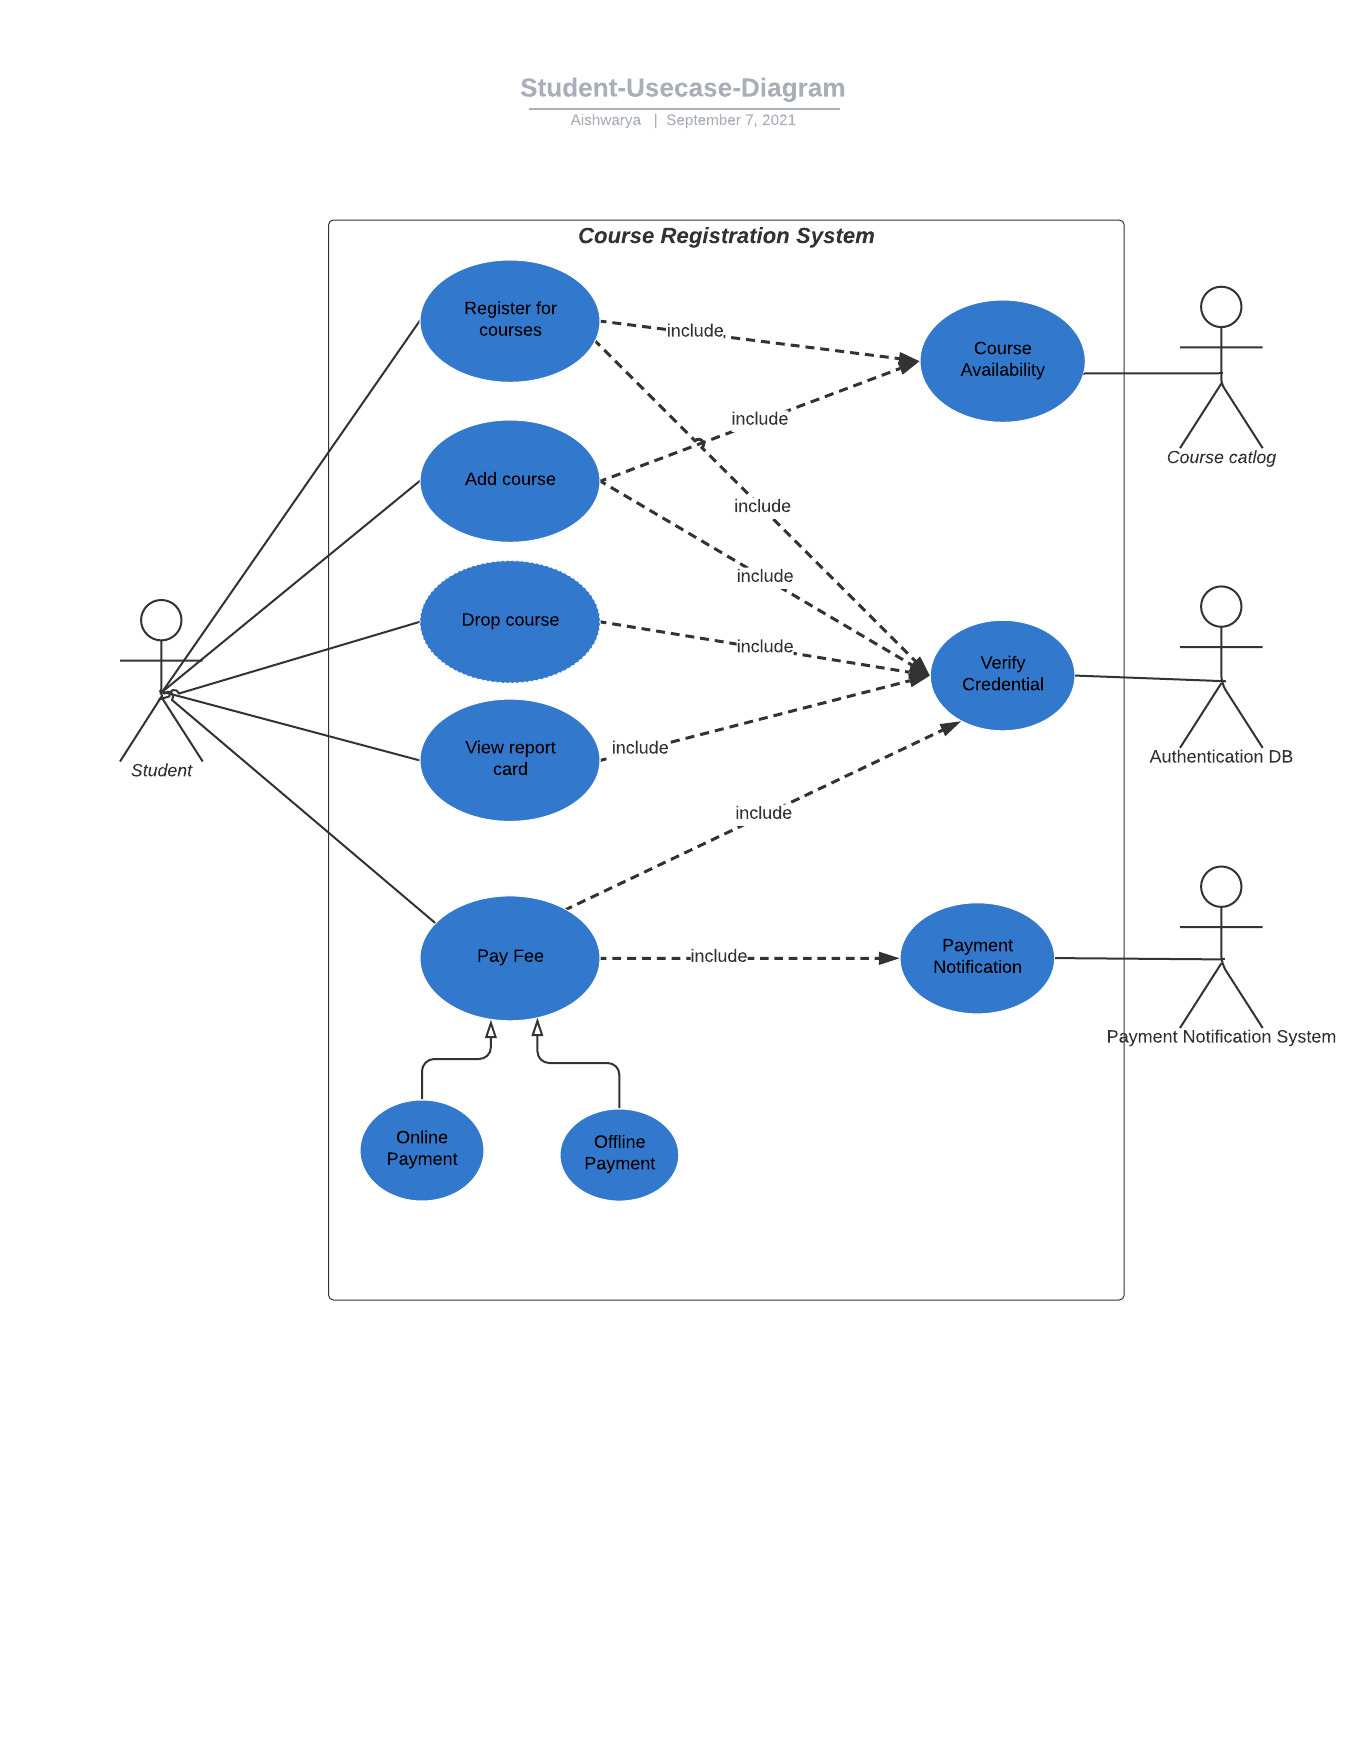 Student-Usecase-Diagram
Aishwarya | September 7, 2021
Course Registration System
Register for
courses
include
Course
Availability
Course catlog
include
Add course
include
include
Drop course
include
Verify
Credential
Authentication DB
Student
View report
card
include
include
Pay Fee
include
Payment
Notification
Payment Notification System
Online
Payment
Offline
Payment